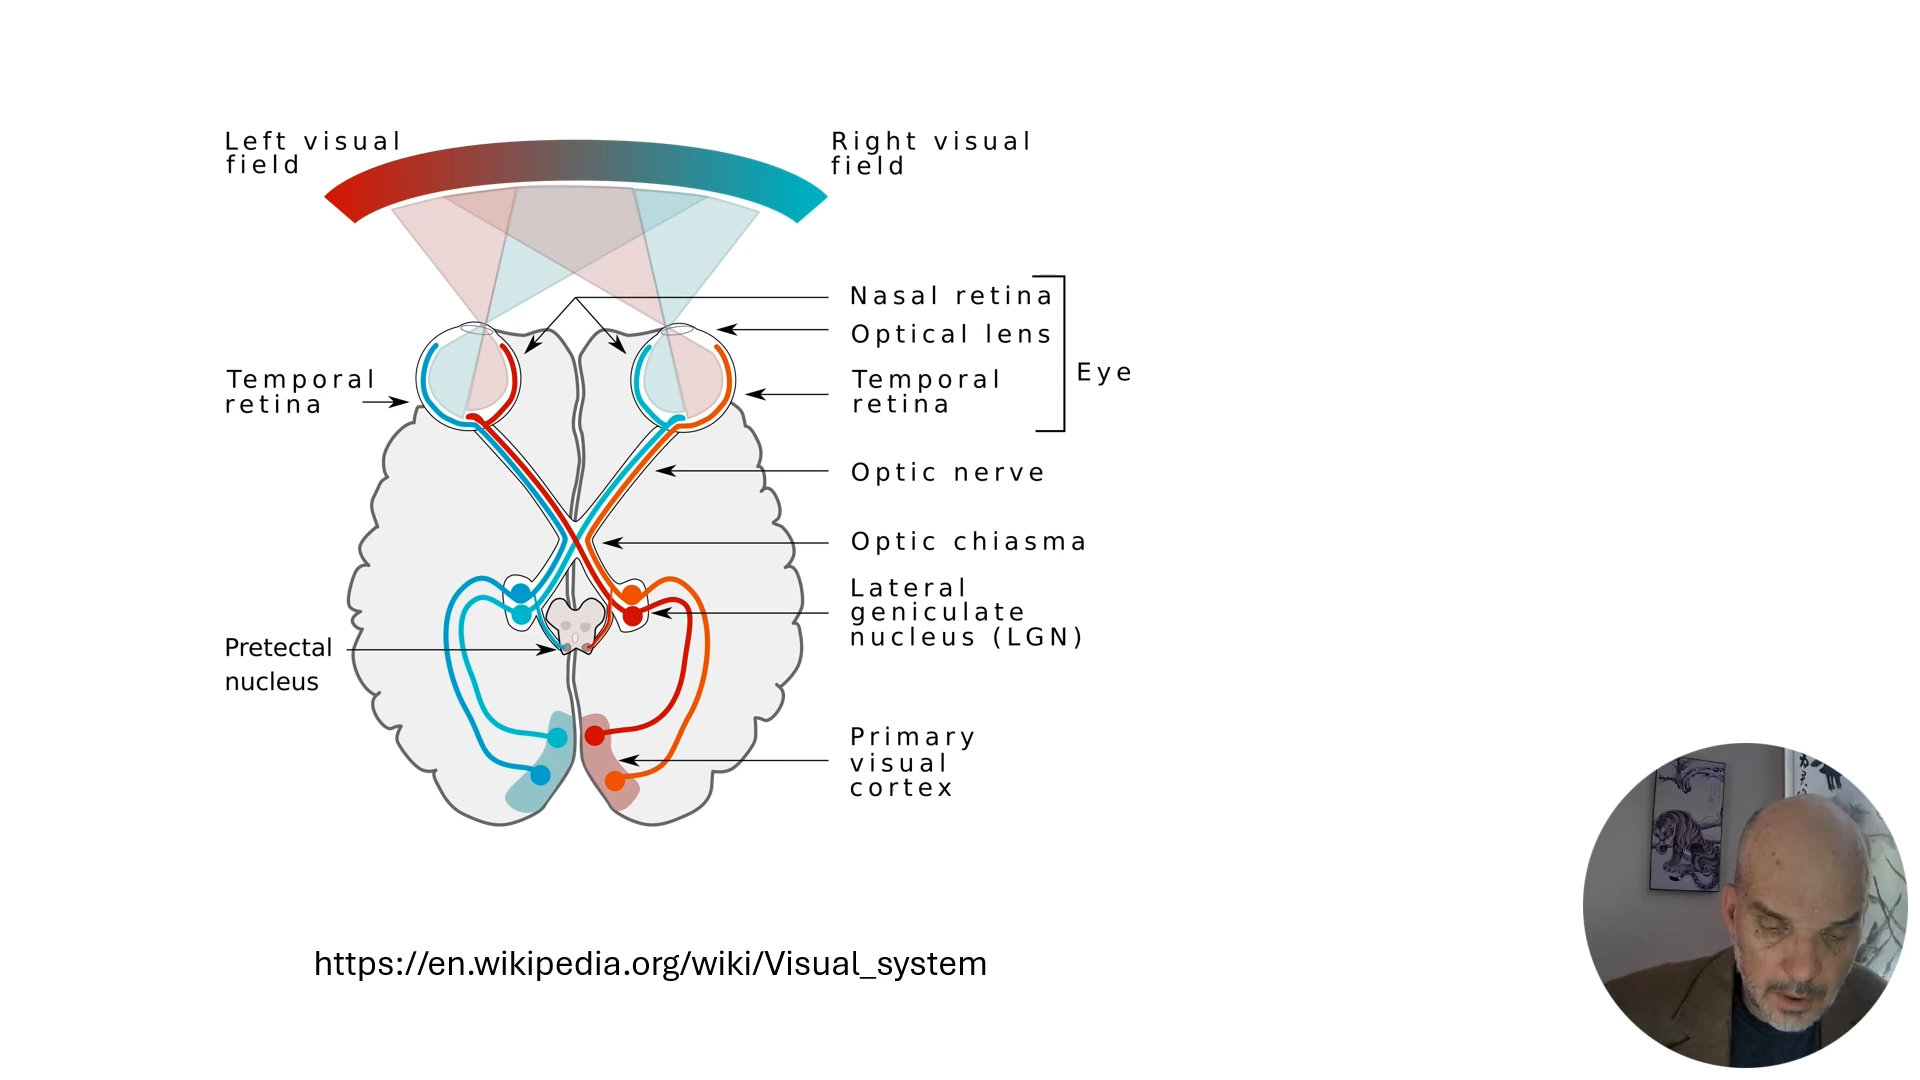 Left visual
field
Right visual
field
Nasal retina
Optical lens
Temporal
retina
Eye
Temporal
retina
Optic nerve
Optic chiasma
Lateral
geniculate
nucleus (LGN)
Pretectal
nucleus
Primary
visual
cortex
https://en.wikipedia.org/wiki/Visual_system